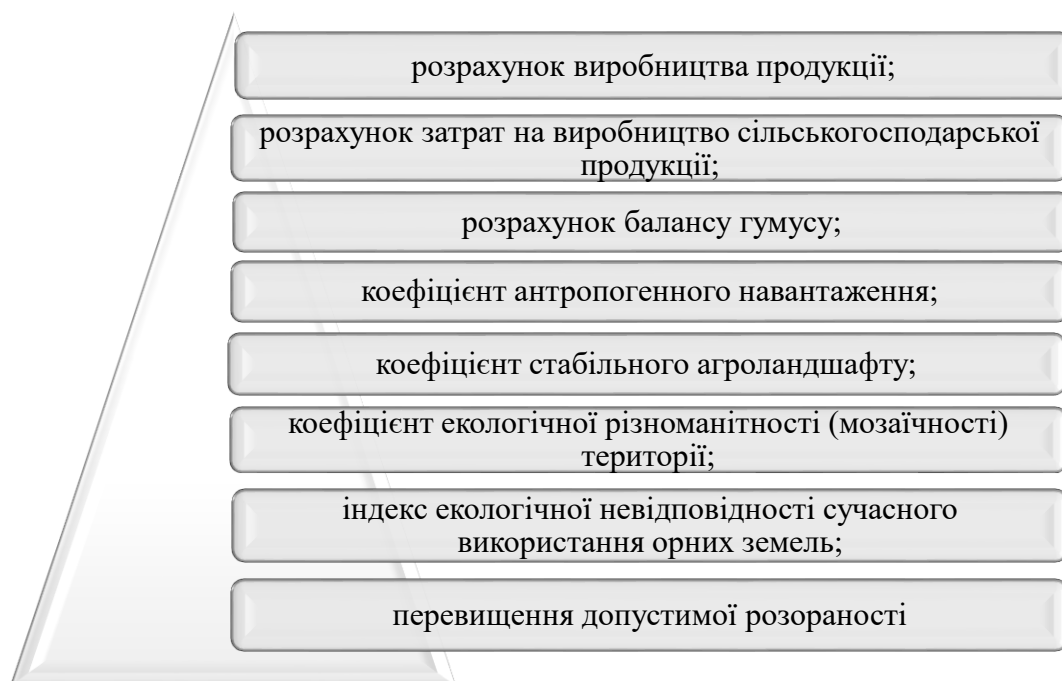 розрахунок виробництва продукції;
розрахунок затрат на виробництво сільськогосподарської
продукції;
розрахунок балансу гумусу;
коефіцієнт антропогенного навантаження;
коефіцієнт стабільного агроландшафту;
коефіцієнт екологічної різноманітності (мозаїчності)
території;
індекс екологічної невідповідності сучасного
використання орних земель;
перевищення допустимої розораності